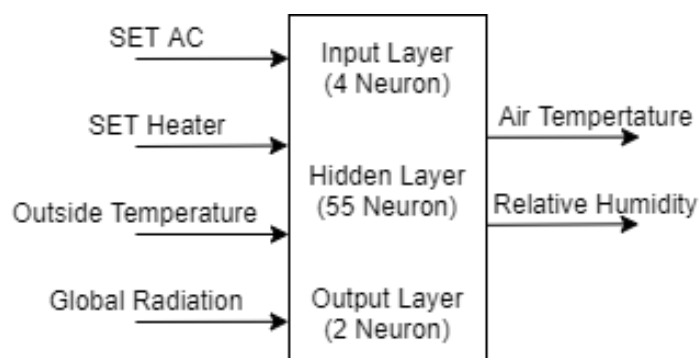 SET AC
SET Heater
Outside Temperature
Global Radiation
Input Layer
(4 Neuron)
Hidden Layer
(55 Neuron)
Output Layer
(2 Neuron)
Air Tempertature
Relative Humidity